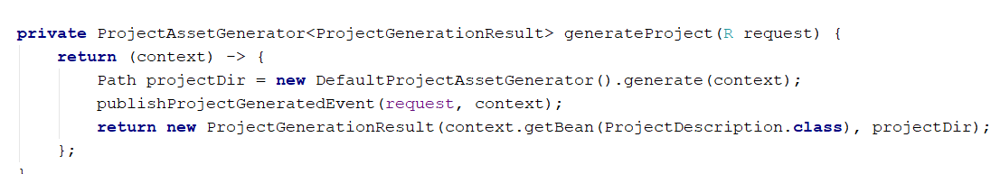 private ProjectAssetGenerator<ProjectGenerationResult> generateProject(R request) {
    return (context) -> {
        Path projectDir = new DefaultProjectAssetGenerator().generate(context);
        publishProjectGeneratedEvent(request, context);
        return new ProjectGenerationResult(context.getBean(ProjectDescription.class), projectDir);
    };
}